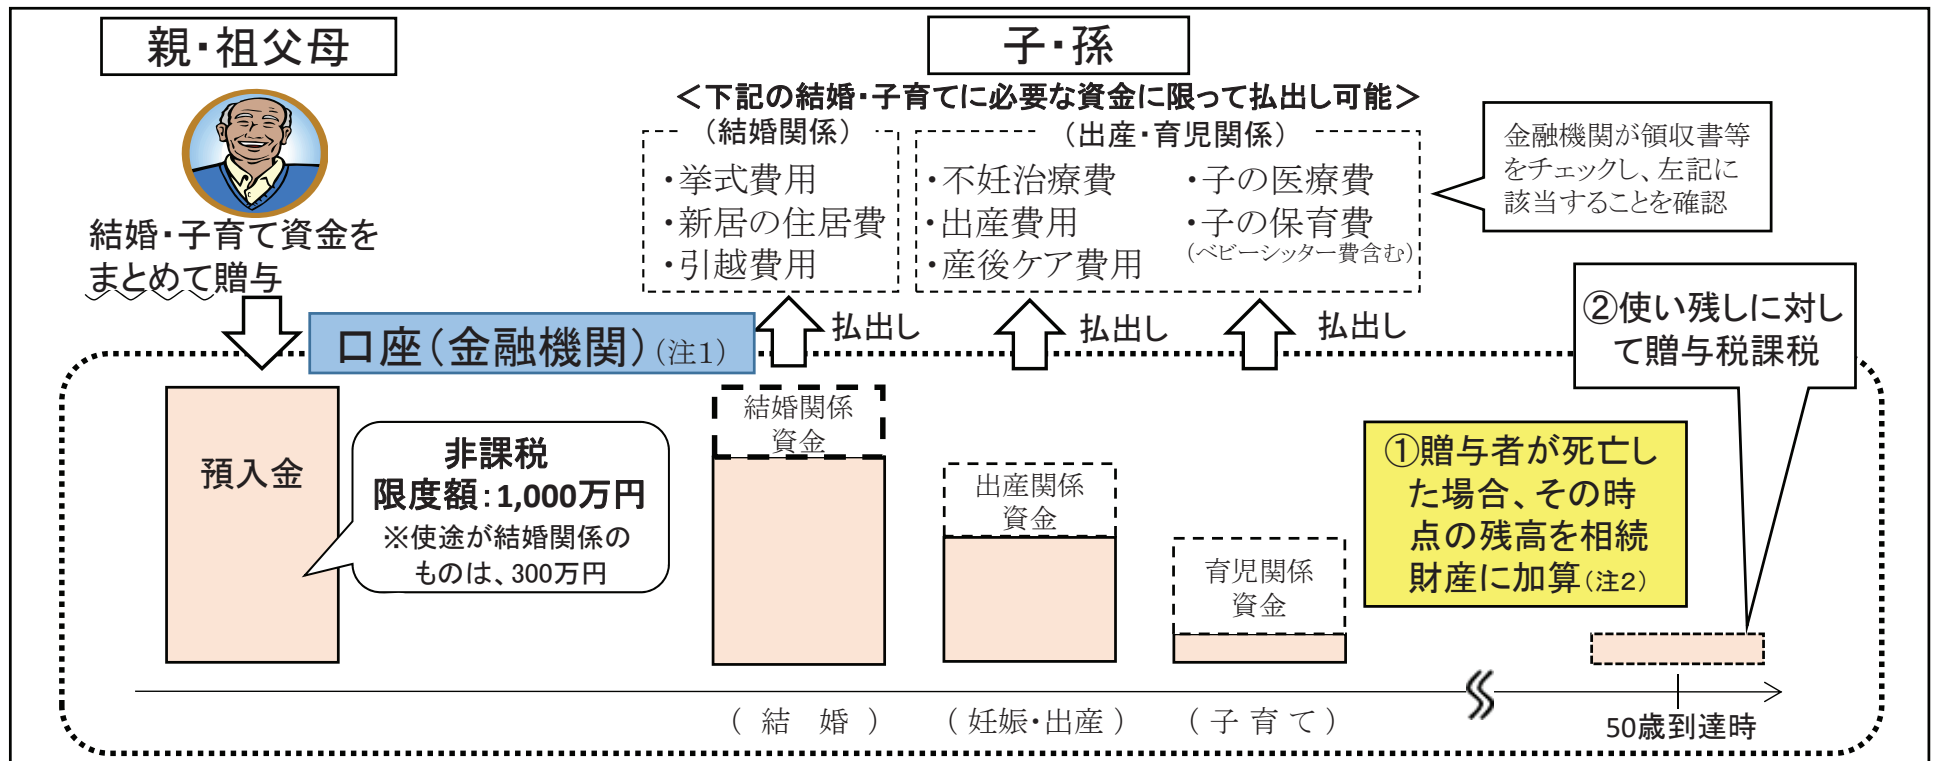 親・祖父母
子・孫
＜下記の結婚・子育てに必要な資金に限って払出し可能＞
（結婚関係）
・挙式費用
・新居の住居費
・引越費用
（出産・育児関係）
・不妊治療費
・出産費用
・産後ケア費用
・子の医療費
・子の保育費
（ベビーシッター費含む）
金融機関が領収書等
をチェックし、左記に
該当することを確認
結婚・子育て資金を
まとめて贈与
口座（金融機関）（注１）
払出し
払出し
払出し
②使い残しに対し
て贈与税課税
預入金
非課税
限度額：1,000万円
※使途が結婚関係の
ものは、300万円
結婚関係
資金
出産関係
資金
育児関係
資金
①贈与者が死亡し
た場合、その時
点の残高を相続
財産に加算（注２）
（ 結　婚 ）
（ 妊娠・出産 ）
（ 子 育 て ）
50歳到達時